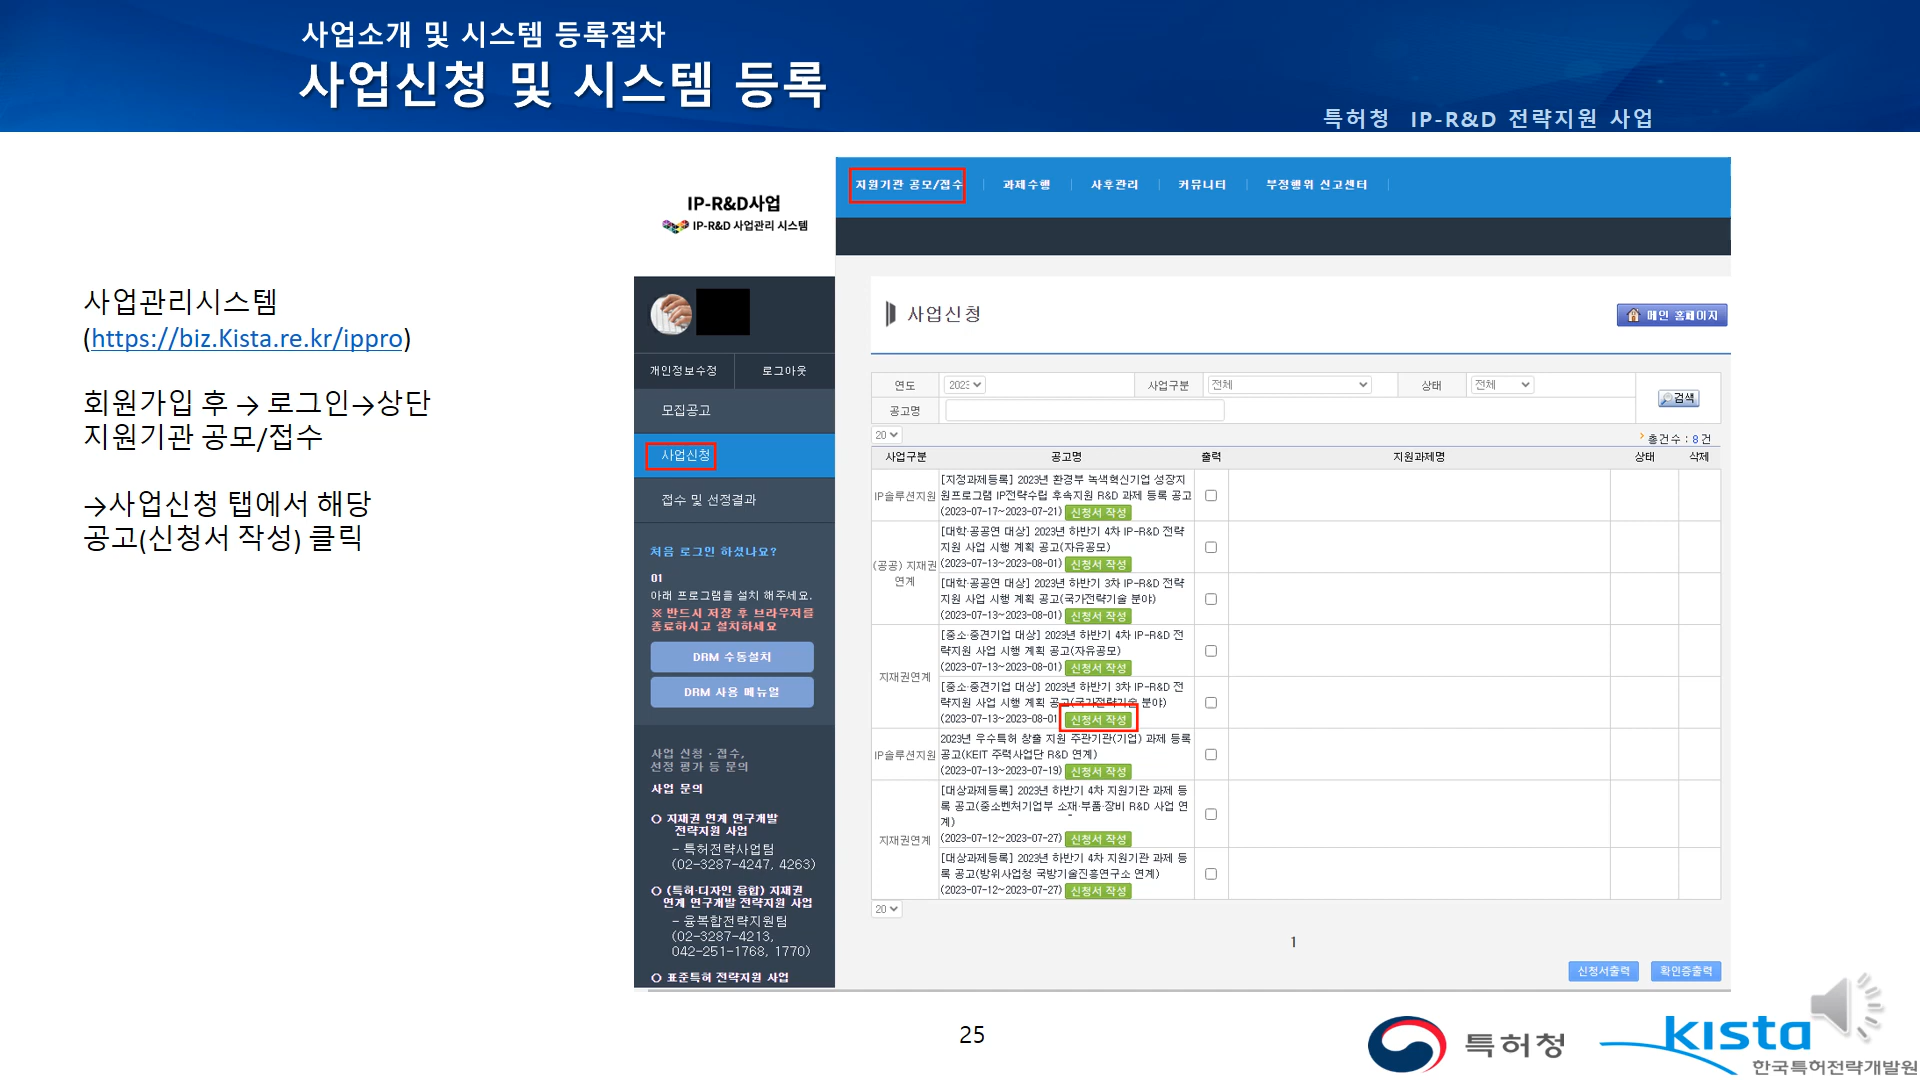 사업소개 및 시스템 등록절차
사업신청 및 시스템 등록
특허청 IP-R&D 전략지원 사업
사업관리시스템
(https://biz.Kista.re.kr/ippro)
회원가입 후 → 로그인→상단
지원기관 공모/접수
→사업신청 탭에서 해당
공고(신청서 작성) 클릭
IP-R&D사업
IP-R&D 사업관리 시스템
지원기관 공모/접수
과제수행
사후관리
커뮤니티
부정행위 신고센터
개인정보수정
로그아웃
모집공고
사업신청
접수 및 선정결과
처음 로그인 하셨나요?
01
아래 프로그램을 설치 해주세요.
※ 반드시 저장 후 브라우저를
종료하시고 설치하세요
DRM 수동설치
DRM 사용 메뉴얼
사업 신청 · 접수,
선정 평가 등 문의
사업 문의
○ 지재권 연계 연구개발
전략지원 사업
- 특허전략사업팀
(02-3287-4247, 4263)
○ (특허·디자인 융합) 지재권
연계 연구개발 전략지원 사업
- 융복합전략지원팀
(02-3287-4213,
042-251-1768, 1770)
○ 표준특허 전략지원 사업
사업신청
메인 홈페이지
연도
2023
사업구분
전체
상태
전체
검색
공고명
20
총건수 : 8 건
사업구분 공고명 출력 지원과제명 상태 삭제
IP솔루션지원
[지정과제등록] 2023년 환경부 녹색혁신기업 성장지
원프로그램 IP전략수립 후속지원 R&D 과제 등록 공고
(2023-07-17~2023-07-21) 신청서 작성
(공공) 지재권
연계
[대학·공공연 대상] 2023년 하반기 4차 IP-R&D 전략
지원 사업 시행 계획 공고(자유공모)
(2023-07-13~2023-08-01) 신청서 작성
[대학·공공연 대상] 2023년 하반기 3차 IP-R&D 전략
지원 사업 시행 계획 공고(국가전략기술 분야)
(2023-07-13~2023-08-01) 신청서 작성
지재권연계
[중소·중견기업 대상] 2023년 하반기 4차 IP-R&D 전
략지원 사업 시행 계획 공고(자유공모)
(2023-07-13~2023-08-01) 신청서 작성
[중소·중견기업 대상] 2023년 하반기 3차 IP-R&D 전
략지원 사업 시행 계획 공고(국가전략기술 분야)
(2023-07-13~2023-08-01 신청서 작성
IP솔루션지원
2023년 우수특허 창출 지원 주관기관(기업) 과제 등록
공고(KEIT 주력사업단 R&D 연계)
(2023-07-13~2023-07-19) 신청서 작성
지재권연계
[대상과제등록] 2023년 하반기 4차 지원기관 과제 등
록 공고(중소벤처기업부 소재·부품·장비 R&D 사업 연
계)
(2023-07-12~2023-07-27) 신청서 작성
[대상과제등록] 2023년 하반기 4차 지원기관 과제 등
록 공고(방위사업청 국방기술진흥연구소 연계)
(2023-07-12~2023-07-27) 신청서 작성
20
1
신청서출력
확인증출력
25
특허청
kısta
한국특허전략개발원